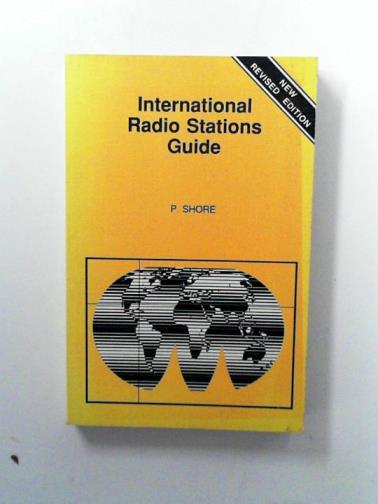 NEW
REVISED EDITION
International
Radio Stations
Guide
P. SHORE